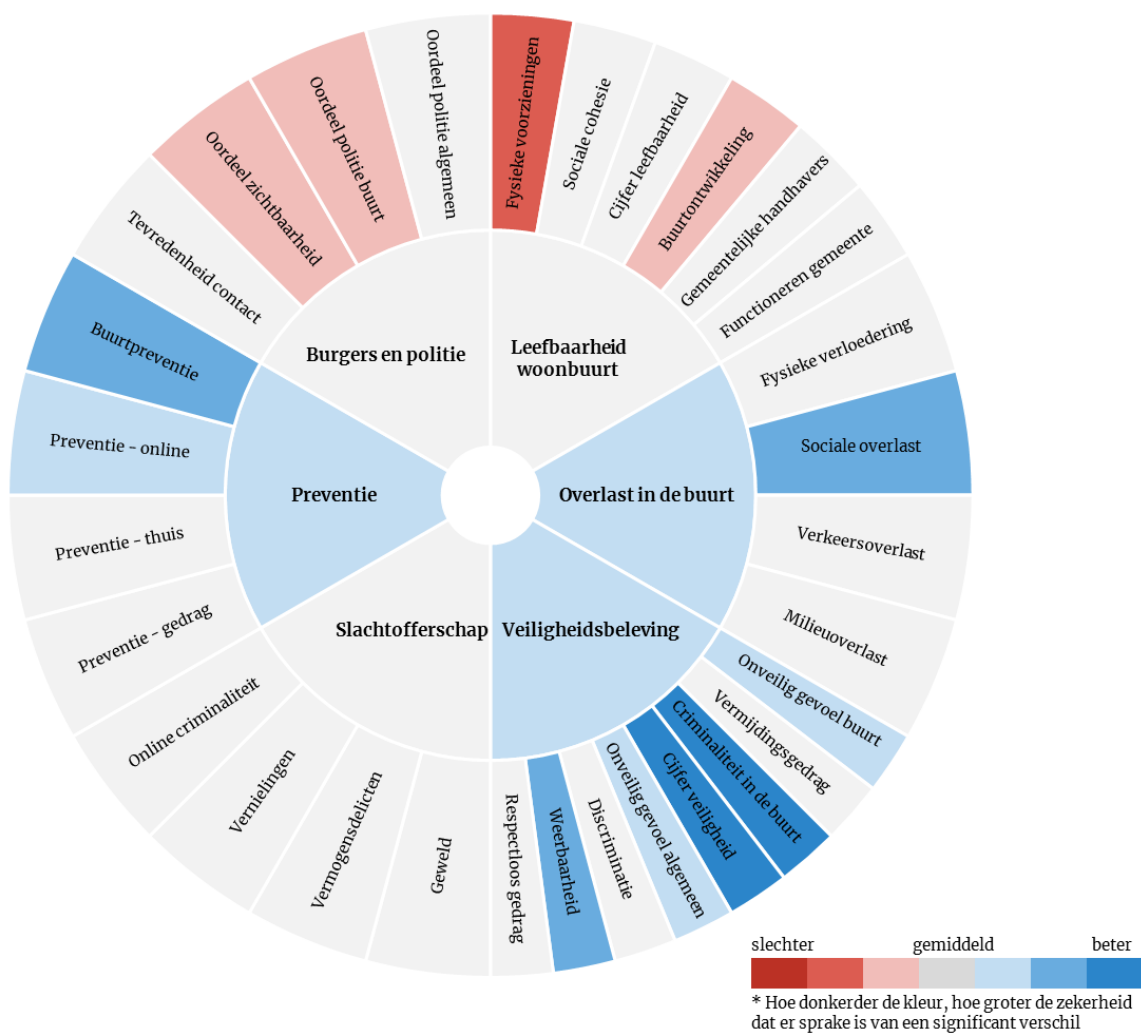 Fysieke voorzieningen
Sociale cohesie
Cijfer leefbaarheid
Buurtontwikkeling
Gemeentelijke handhavers
Functioneren gemeente
Fysieke verloedering
Sociale overlast
Verkeersoverlast
Milieuoverlast
Onveilig gevoel buurt
Vermijdingsgedrag
Criminaliteit in de buurt
Cijfer veiligheid
Onveilig gevoel algemeen
Discriminatie
Weerbaarheid
Respectloos gedrag
Geweld
Vermogensdelicten
Vernielingen
Online criminaliteit
Preventie - gedrag
Preventie - thuis
Preventie - online
Buurtpreventie
Tevredenheid contact
Oordeel zichtbaarheid
Oordeel politie buurt
Oordeel politie algemeen
Burgers en politie
Leefbaarheid
woonbuurt
Preventie
Overlast in de buurt
Slachtofferschap
Veiligheidsbeleving
slechter gemiddeld beter
* Hoe donkerder de kleur, hoe groter de zekerheid
dat er sprake is van een significant verschil